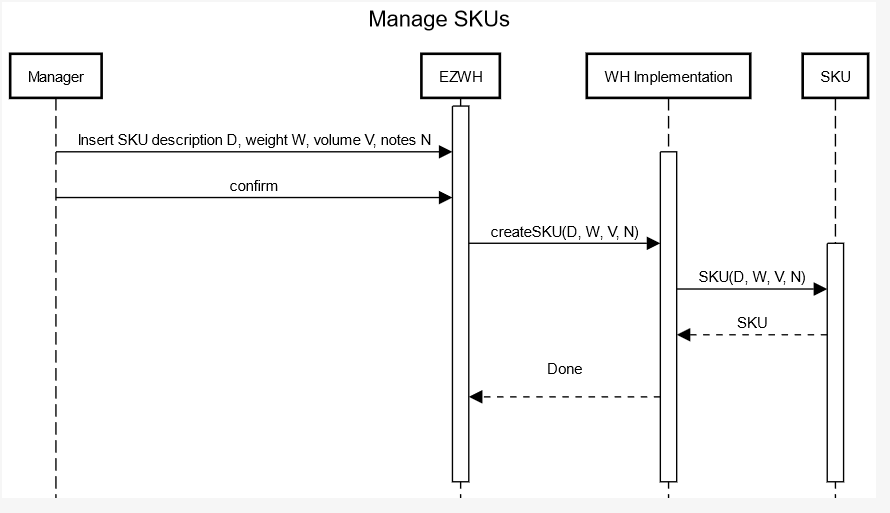 Manage SKUs
Manager
EZWH
WH Implementation
SKU
Insert SKU description D, weight W, volume V, notes N
confirm
createSKU(D, W, V, N)
SKU(D, W, V, N)
SKU
Done